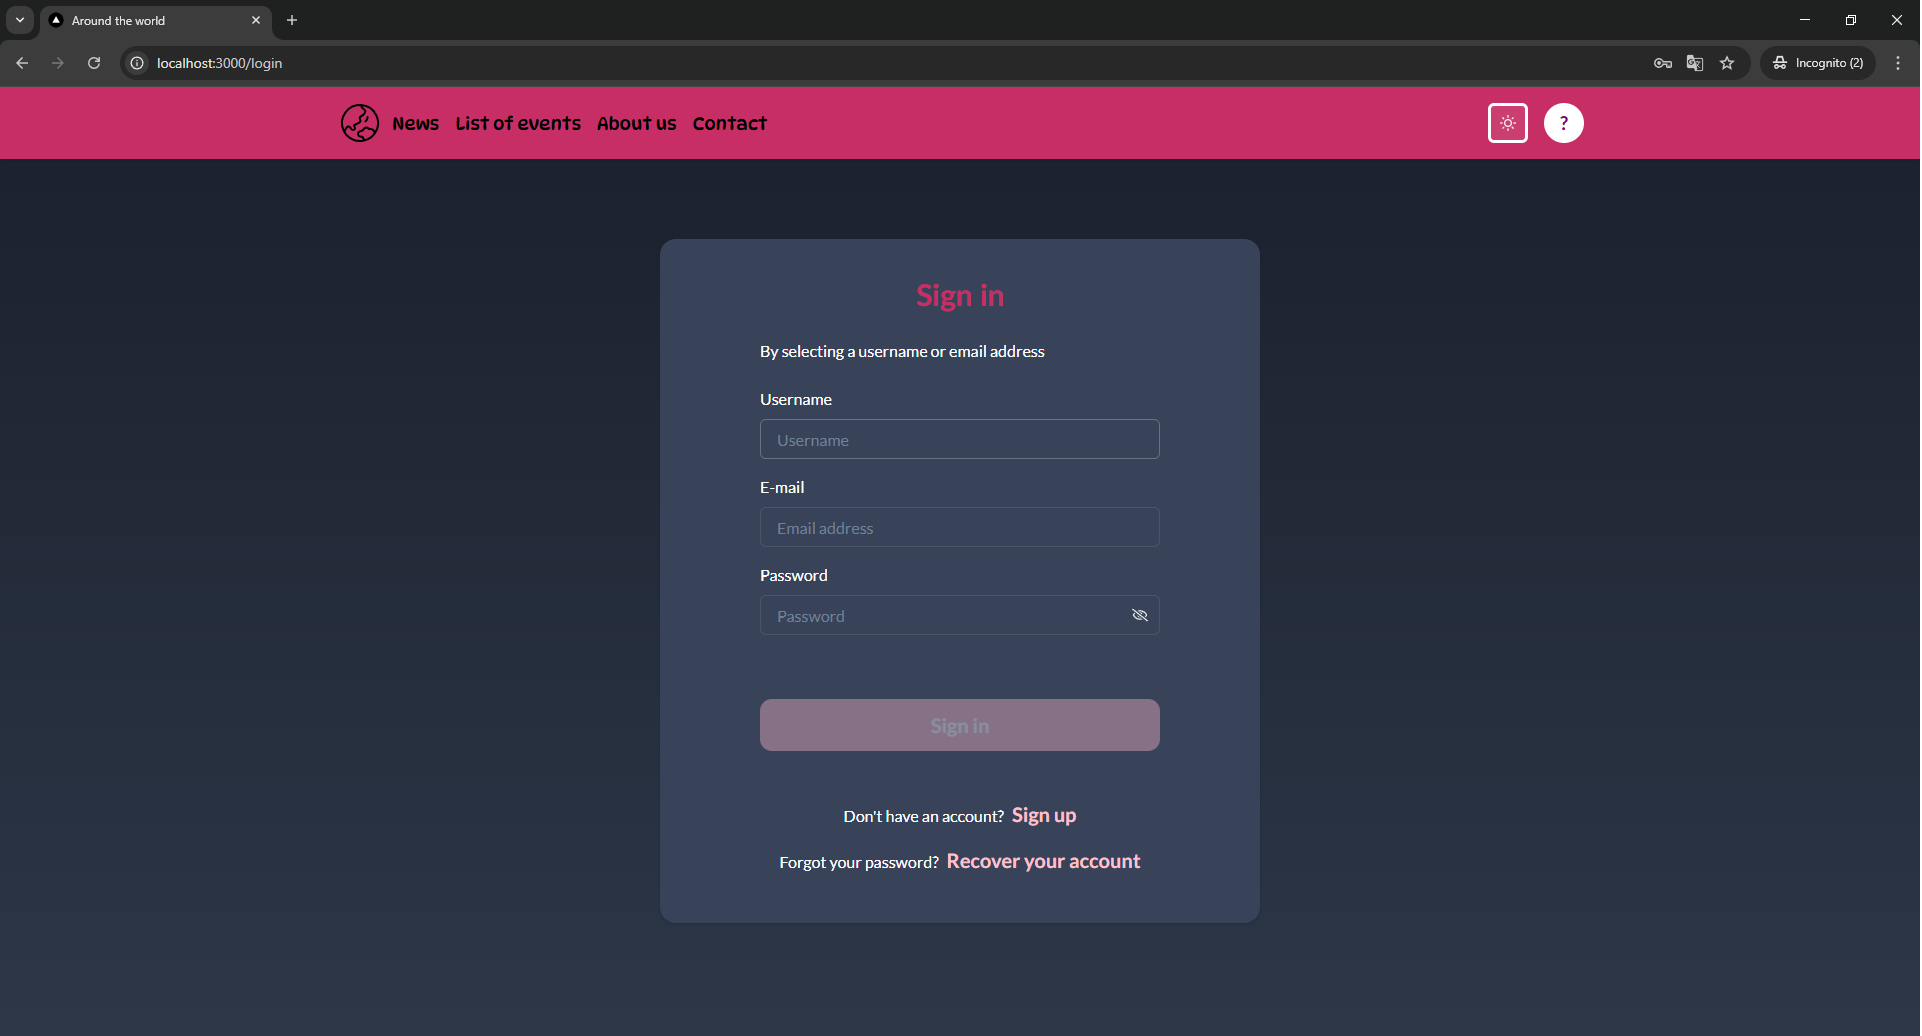 Around the world
localhost:3000/login
Incognito (2)
News List of events About us Contact
?
Sign in
By selecting a username or email address
Username
Username
E-mail
Email address
Password
Password
Sign in
Don't have an account? Sign up
Forgot your password? Recover your account